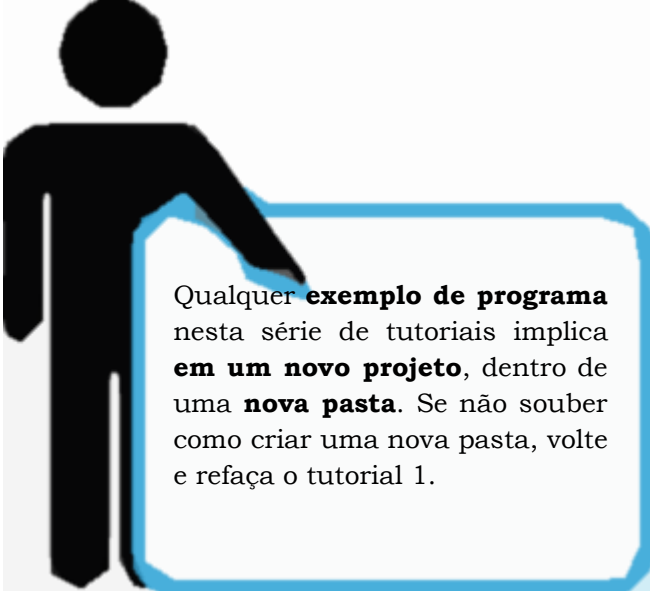 Qualquer exemplo de programa
nesta série de tutoriais implica
em um novo projeto, dentro de
uma nova pasta. Se não souber
como criar uma nova pasta, volte
e refaça o tutorial 1.